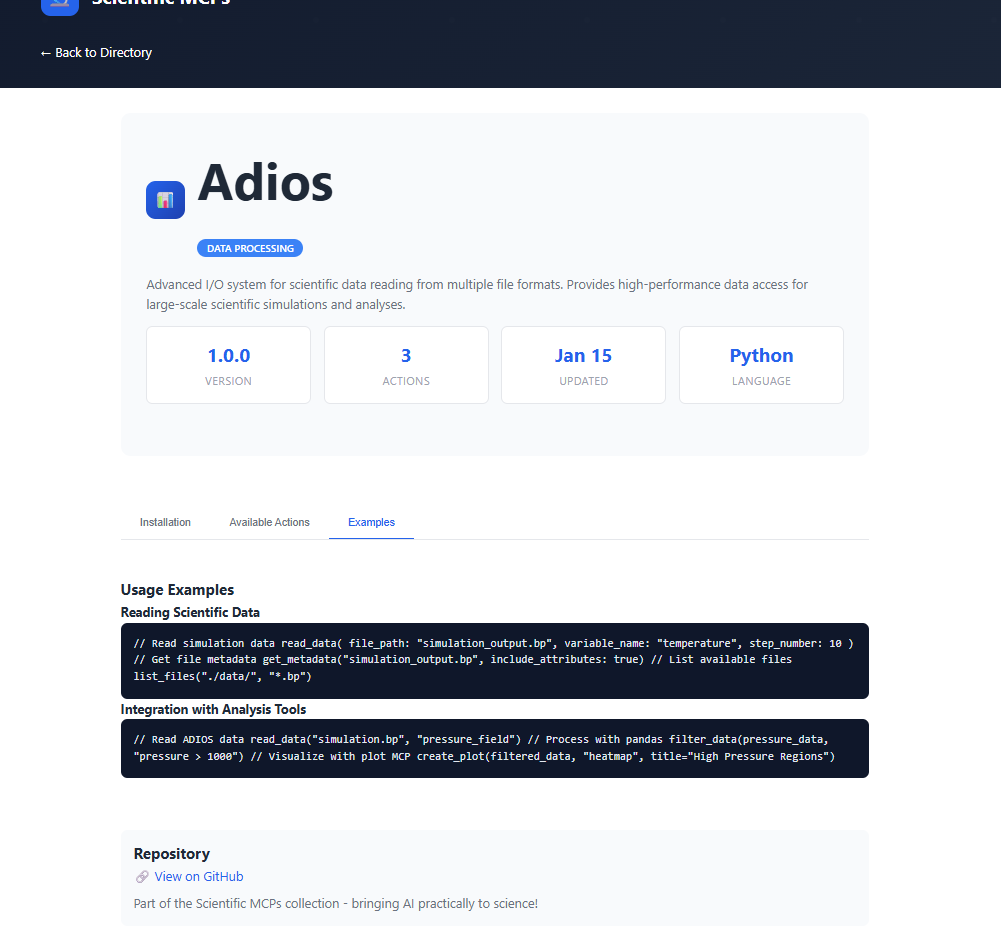 Scientific MCPs
← Back to Directory
Adios
DATA PROCESSING
Advanced I/O system for scientific data reading from multiple file formats. Provides high-performance data access for
large-scale scientific simulations and analyses.
1.0.0
VERSION
3
ACTIONS
Jan 15
UPDATED
Python
LANGUAGE
Installation
Available Actions
Examples
Usage Examples
Reading Scientific Data
// Read simulation data read_data( file_path: "simulation_output.bp", variable_name: "temperature", step_number: 10 )
// Get file metadata get_metadata("simulation_output.bp", include_attributes: true) // List available files
list_files("./data/", "*.bp")
Integration with Analysis Tools
// Read ADIOS data read_data("simulation.bp", "pressure_field") // Process with pandas filter_data(pressure_data,
"pressure > 1000") // Visualize with plot MCP create_plot(filtered_data, "heatmap", title="High Pressure Regions")
Repository
🔗 View on GitHub
Part of the Scientific MCPs collection - bringing AI practically to science!